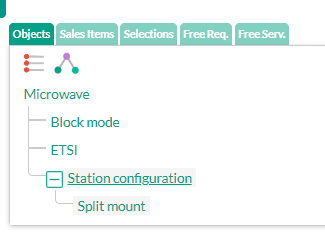 Objects Sales Items Selections Free Req. Free Serv.
Microwave
Block mode
ETSI
Station configuration
Split mount